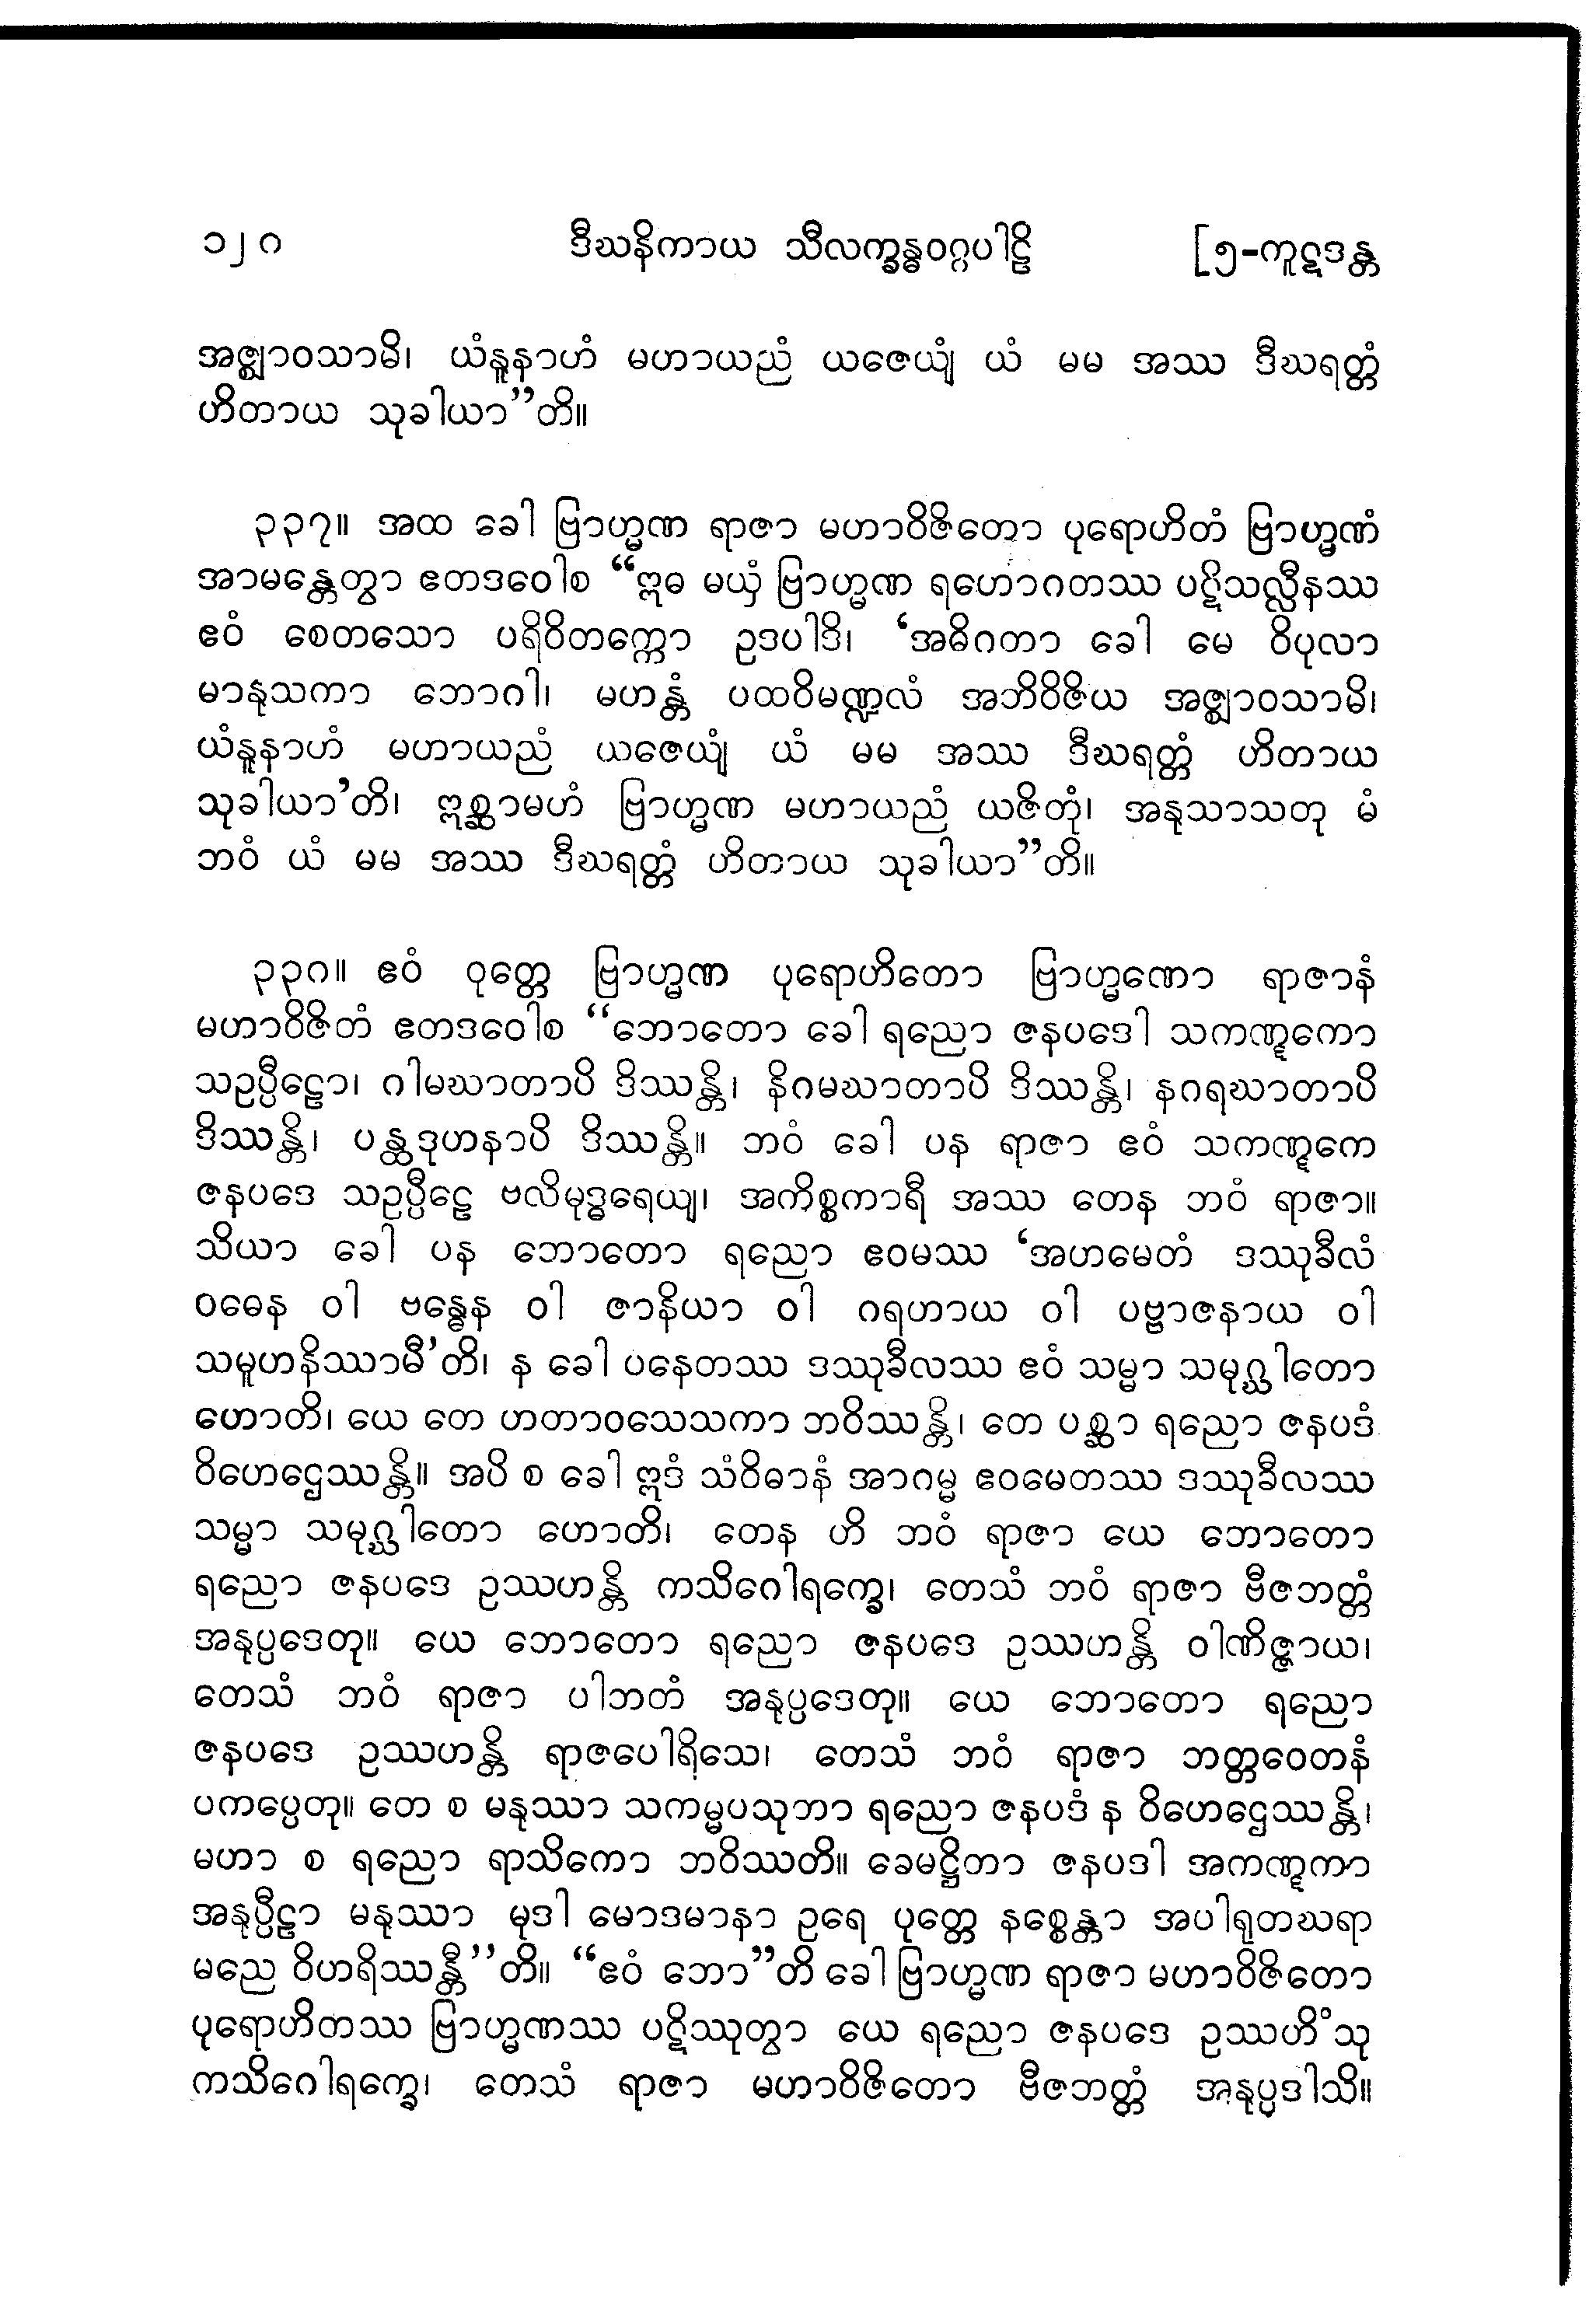 ၁၂၈ ဒီဃနိကာယ သီလက္ခန္ဓဝဂ္ဂပါဠိ [၅-ကူဋဒန္တ
အဇ္ဈာဝသာမိ၊ ယံနူနာဟံ မဟာယညံ ယဇေယျံ ယံ မမ အဿ ဒီဃရတ္တံ
ဟိတာယ သုခါယာ”တိ။
၃၃၇။ အထ ခေါ ဗြာဟ္မဏ ရာဇာ မဟာဝိဇိတော ပုရောဟိတံ ဗြာဟ္မဏံ
အာမန္တေတွာ ဧတဒဝေါစ “ဣဓ မယှံ ဗြာဟ္မဏ ရဟောဂတဿ ပဋိသလ္လီနဿ
ဧဝံ စေတသော ပရိဝိတက္ကော ဥဒပါဒိ၊ ‘အဓိဂတာ ခေါ မေ ဝိပုလာ
မာနုသကာ ဘောဂါ၊ မဟန္တံ ပထဝိမဏ္ဍလံ အဘိဝိဇိယ အဇ္ဈာဝသာမိ၊
ယံနူနာဟံ မဟာယညံ ယဇေယျံ ယံ မမ အဿ ဒီဃရတ္တံ ဟိတာယ
သုခါယာ’တိ၊ ဣစ္ဆာမဟံ ဗြာဟ္မဏ မဟာယညံ ယဇိတုံ၊ အနုသာသတု မံ
ဘဝံ ယံ မမ အဿ ဒီဃရတ္တံ ဟိတာယ သုခါယာ”တိ။
၃၃၈။ ဧဝံ ဝုတ္တေ ဗြာဟ္မဏ ပုရောဟိတော ဗြာဟ္မဏော ရာဇာနံ
မဟာဝိဇိတံ ဧတဒဝေါစ “ဘောတော ခေါ ရညော ဇနပဒေါ သကဏ္ဋကော
သဥပ္ပီဠော၊ ဂါမဃာတာပိ ဒိဿန္တိ၊ နိဂမဃာတာပိ ဒိဿန္တိ၊ နဂရဃာတာပိ
ဒိဿန္တိ၊ ပန္ထဒုဟနာပိ ဒိဿန္တိ။ ဘဝံ ခေါ ပန ရာဇာ ဧဝံ သကဏ္ဋကေ
ဇနပဒေ သဥပ္ပီဠေ ဗလိမုဒ္ဓရေယျ၊ အကိစ္စကာရီ အဿ တေန ဘဝံ ရာဇာ။
သိယာ ခေါ ပန ဘောတော ရညော ဧဝမဿ ‘အဟမေတံ ဒဿုခီလံ
ဝဓေန ဝါ ဗန္ဓေန ဝါ ဇာနိယာ ဝါ ဂရဟာယ ဝါ ပဗ္ဗာဇနာယ ဝါ
သမူဟနိဿာမီ’တိ၊ န ခေါ ပနေတဿ ဒဿုခီလဿ ဧဝံ သမ္မာ သမုဂ္ဃါတော
ဟောတိ၊ ယေ တေ ဟတာဝသေသကာ ဘဝိဿန္တိ၊ တေ ပစ္ဆာ ရညော ဇနပဒံ
ဝိဟေဌေဿန္တိ။ အပိ စ ခေါ ဣဒံ သံဝိဓာနံ အာဂမ္မ ဧဝမေတဿ ဒဿုခီလဿ
သမ္မာ သမုဂ္ဃါတော ဟောတိ၊ တေန ဟိ ဘဝံ ရာဇာ ယေ ဘောတော
ရညော ဇနပဒေ ဥဿဟန္တိ ကသိဂေါရက္ခေ၊ တေသံ ဘဝံ ရာဇာ ဗီဇဘတ္တံ
အနုပ္ပဒေတု။ ယေ ဘောတော ရညော ဇနပဒေ ဥဿဟန္တိ ဝါဏိဇ္ဇာယ၊
တေသံ ဘဝံ ရာဇာ ပါဘတံ အနုပ္ပဒေတု။ ယေ ဘောတော ရညော
ဇနပဒေ ဥဿဟန္တိ ရာဇပေါရိသေ၊ တေသံ ဘဝံ ရာဇာ ဘတ္တဝေတနံ
ပကပ္ပေတု။ တေ စ မနုဿာ သကမ္မပသုတာ ရညော ဇနပဒံ န ဝိဟေဌေဿန္တိ၊
မဟာ စ ရညော ရာသိကော ဘဝိဿတိ။ ခေမဋ္ဌိတာ ဇနပဒါ အကဏ္ဋကာ
အနုပ္ပီဠာ မနုဿာ မုဒါ မောဒမာနာ ဥရေ ပုတ္တေ နစ္စေန္တာ အပါရုတဃရာ
မညေ ဝိဟရိဿန္တီ”တိ။ “ဧဝံ ဘော”တိ ခေါ ဗြာဟ္မဏ ရာဇာ မဟာဝိဇိတော
ပုရောဟိတဿ ဗြာဟ္မဏဿ ပဋိဿုတွာ ယေ ရညော ဇနပဒေ ဥဿဟိံသု
ကသိဂေါရက္ခေ၊ တေသံ ရာဇာ မဟာဝိဇိတော ဗီဇဘတ္တံ အနုပ္ပဒါသိ။